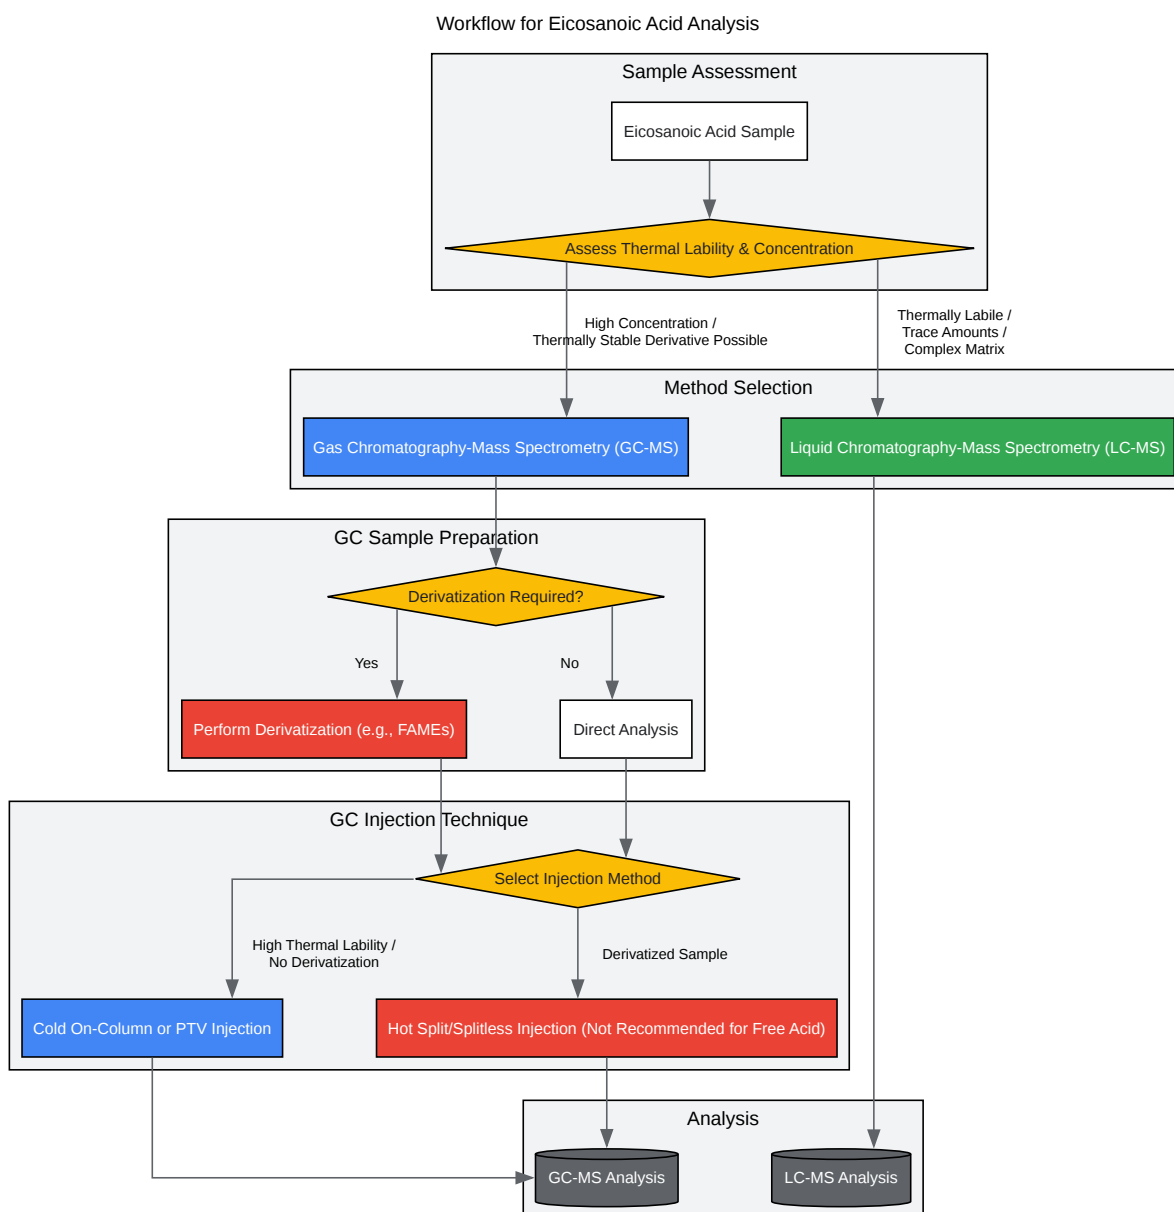 Workflow for Eicosanoic Acid Analysis
Sample Assessment
Eicosanoic Acid Sample
Assess Thermal Lability & Concentration
High Concentration /
Thermally Stable Derivative Possible
Thermally Labile /
Trace Amounts /
Complex Matrix
Method Selection
Gas Chromatography-Mass Spectrometry (GC-MS)
Liquid Chromatography-Mass Spectrometry (LC-MS)
GC Sample Preparation
Derivatization Required?
Yes
No
Perform Derivatization (e.g., FAMEs)
Direct Analysis
GC Injection Technique
Select Injection Method
High Thermal Lability /
No Derivatization
Derivatized Sample
Cold On-Column or PTV Injection
Hot Split/Splitless Injection (Not Recommended for Free Acid)
Analysis
GC-MS Analysis
LC-MS Analysis